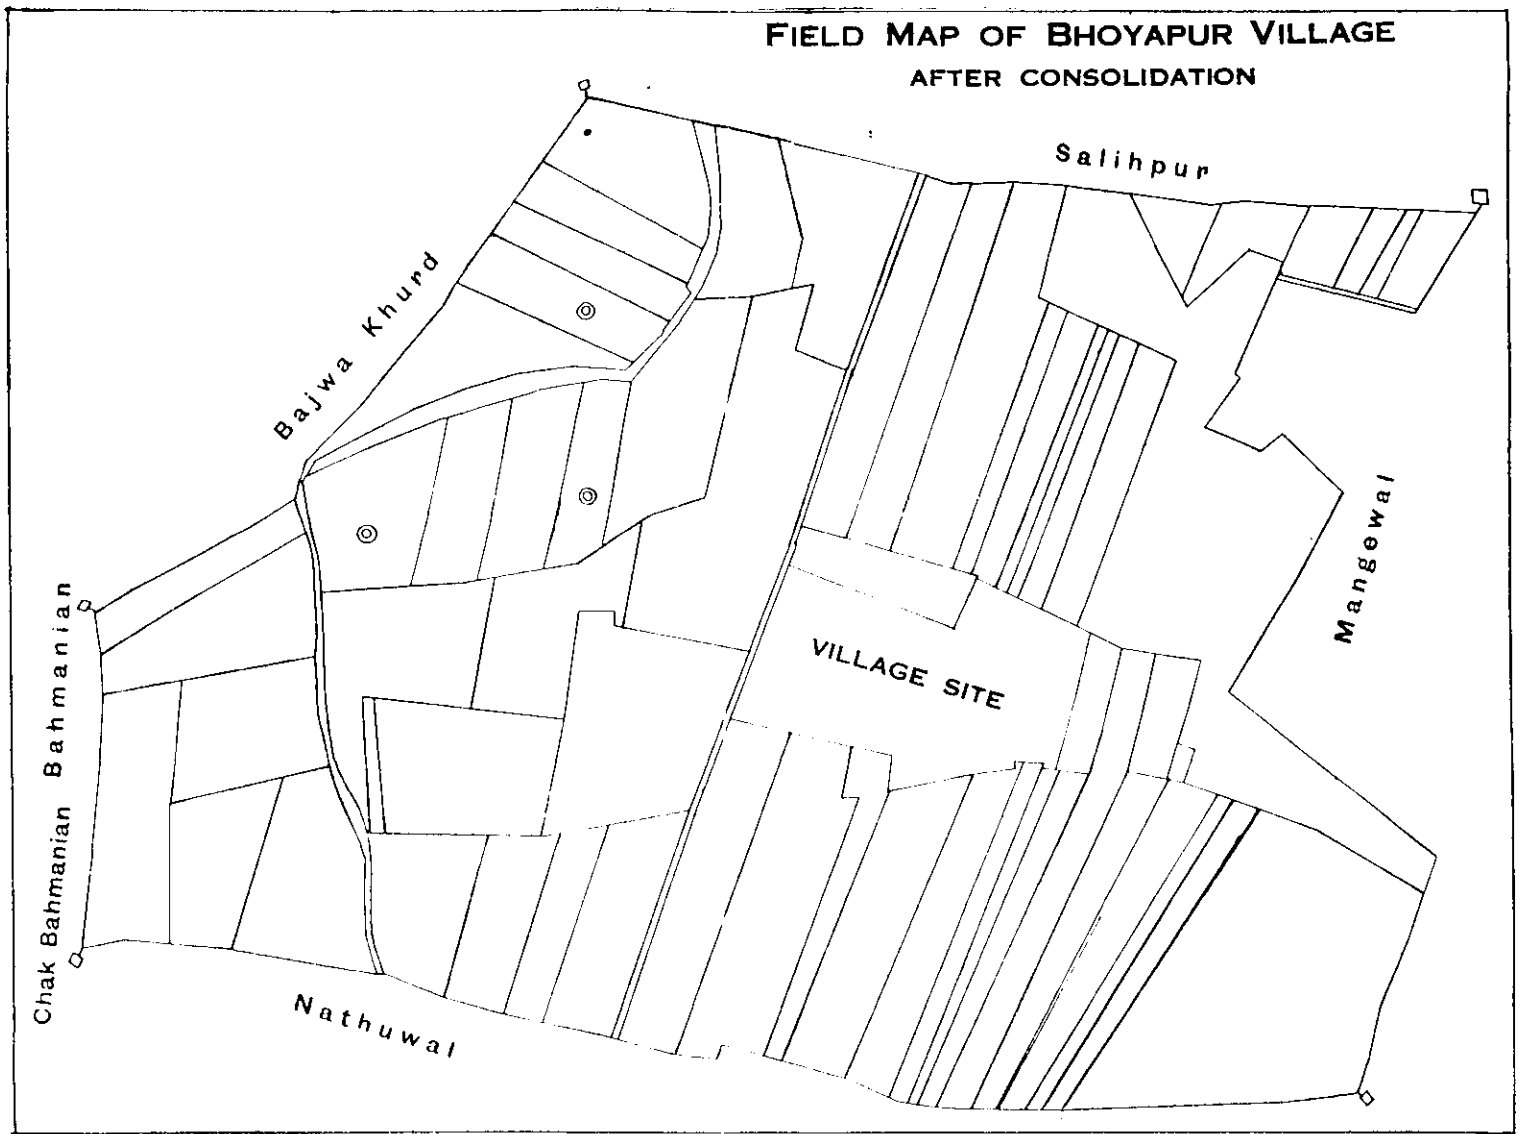 FIELD MAP OF BHOYAPUR VILLAGE
AFTER CONSOLIDATION
Salihpur
Bajwa Khurd
Mangewal
VILLAGE SITE
Chak Bahmanian Bahmanian
Nathuwal